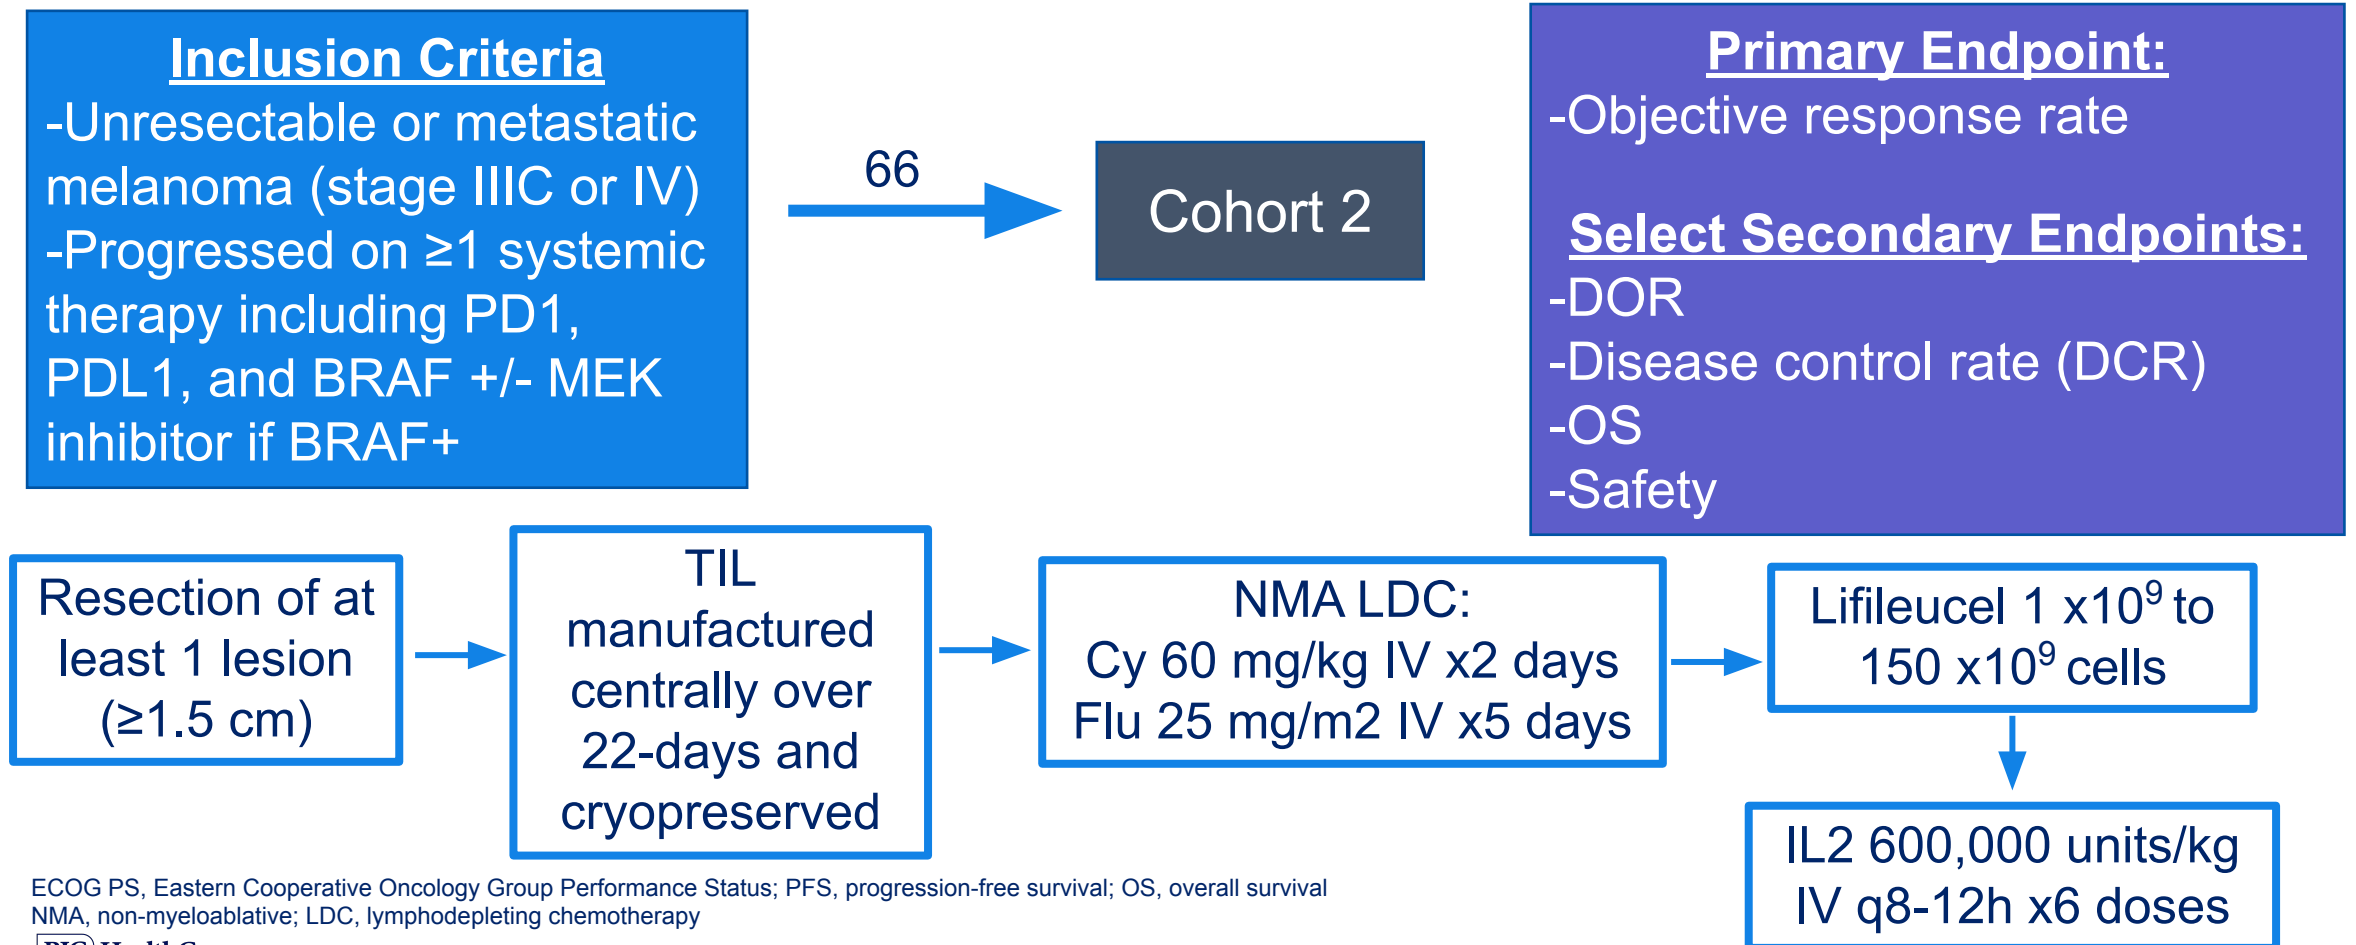 Inclusion Criteria
-Unresectable or metastatic
melanoma (stage IIIC or IV)
-Progressed on ≥1 systemic
therapy including PD1,
PDL1, and BRAF +/- MEK
inhibitor if BRAF+
66
Cohort 2
Primary Endpoint:
-Objective response rate
Select Secondary Endpoints:
-DOR
-Disease control rate (DCR)
-OS
-Safety
Resection of at
least 1 lesion
(≥1.5 cm)
TIL
manufactured
centrally over
22-days and
cryopreserved
NMA LDC:
Cy 60 mg/kg IV x2 days
Flu 25 mg/m2 IV x5 days
Lifileucel 1 x10⁹ to
150 x10⁹ cells
IL2 600,000 units/kg
IV q8-12h x6 doses
ECOG PS, Eastern Cooperative Oncology Group Performance Status; PFS, progression-free survival; OS, overall survival
NMA, non-myeloablative; LDC, lymphodepleting chemotherapy